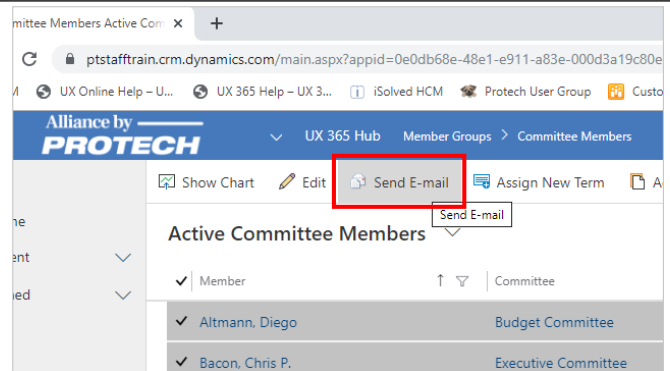 mittee Members Active Com ✕ +
ptstafftrain.crm.dynamics.com/main.aspx?appid=0e0db68e-48e1-e911-a83e-000d3a19c80e
UX Online Help – U... UX 365 Help – UX 3... iSolved HCM Protech User Group Custo
Alliance by
PROTECH
UX 365 Hub Member Groups > Committee Members
Show Chart Edit Send E-mail Assign New Term A
Send E-mail
Active Committee Members
Member Committee
Altmann, Diego Budget Committee
Bacon, Chris P. Executive Committee